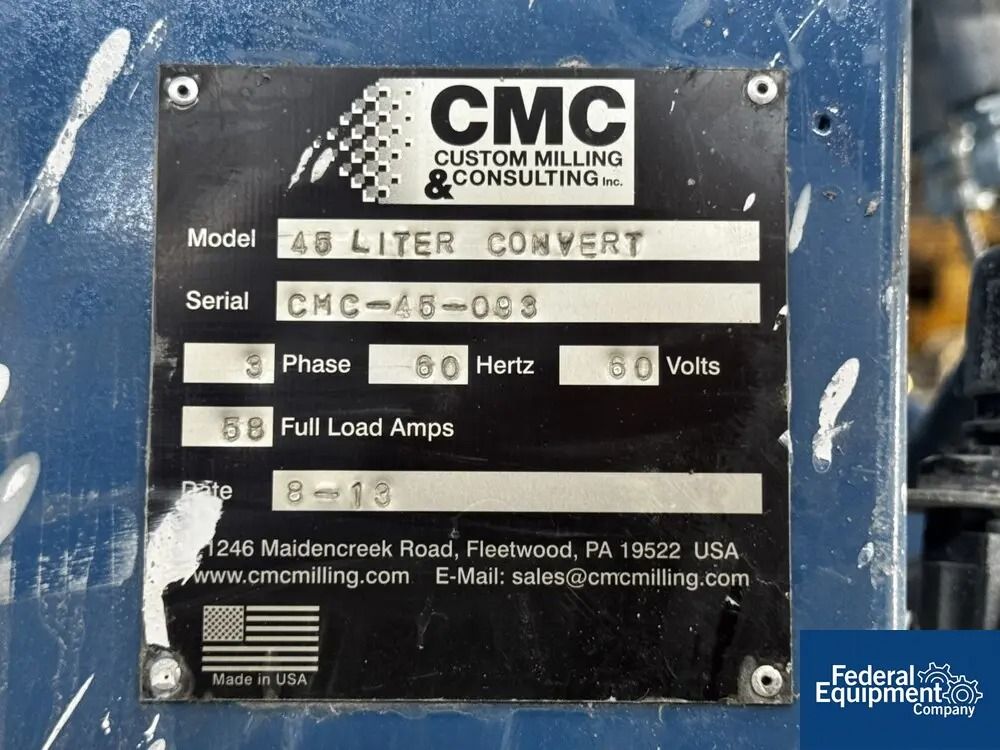 CMC
CUSTOM MILLING
& CONSULTING Inc.
Model 45 LITER CONVERT
Serial CMC-45-093
3 Phase 60 Hertz 60 Volts
58 Full Load Amps
Date 8-13
1246 Maidencreek Road, Fleetwood, PA 19522 USA
www.cmcmilling.com E-Mail: sales@cmcmilling.com
Made in USA
Federal
Equipment
Company